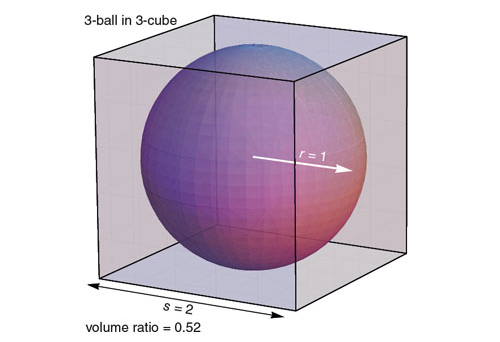 3-ball in 3-cube
r = 1
s = 2
volume ratio = 0.52